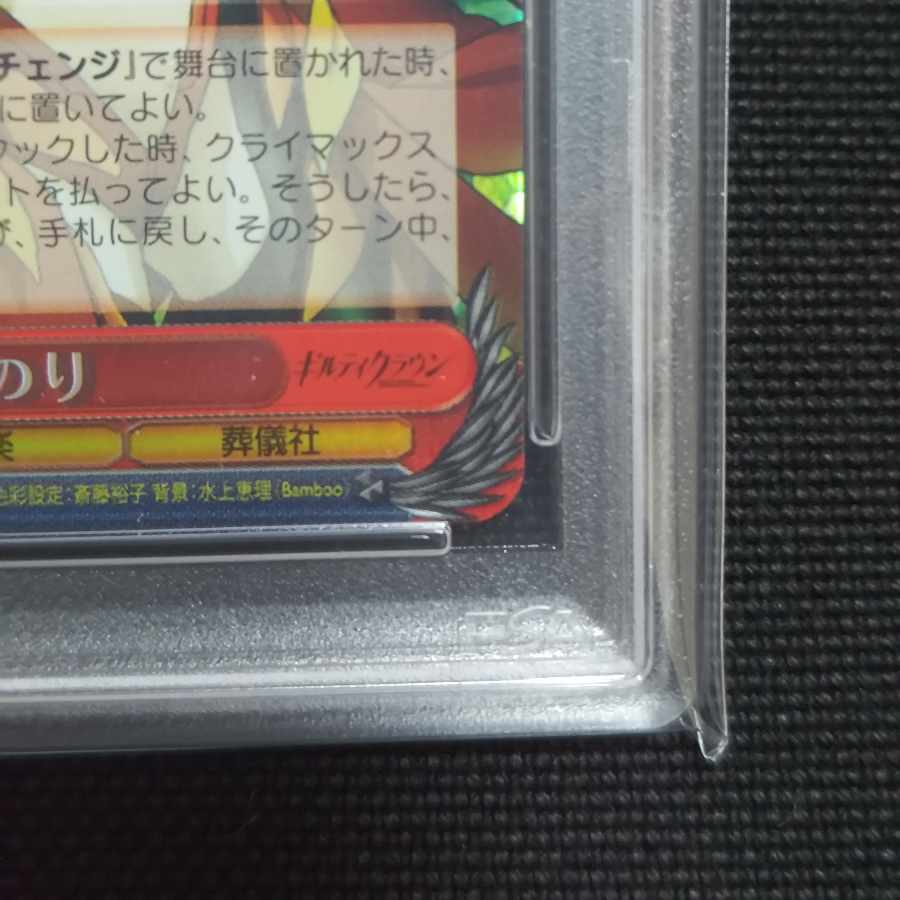 チェンジ」で舞台に置かれた時、
に置いてよい。
タックした時、クライマックス
トを払ってよい。そうしたら、
、手札に戻し、そのターン中、
のり
ギルティクラウン
葬儀社
色彩設定:斎藤裕子 背景:水上恵理(Bamboo)